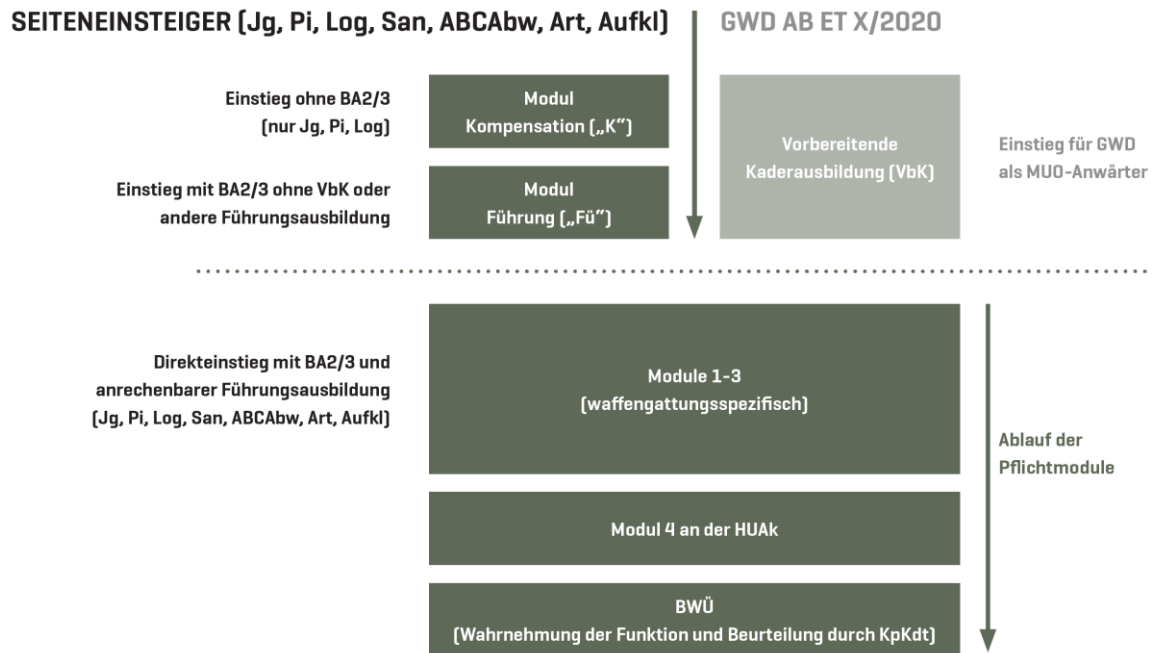 SEITENEINSTEIGER (Jg, Pi, Log, San, ABCAbw, Art, Aufkl)
GWD AB ET X/2020
Einstieg ohne BA2/3
(nur Jg, Pi, Log)
Modul
Kompensation („K“)
Einstieg mit BA2/3 ohne VbK oder
andere Führungsausbildung
Modul
Führung („Fü“)
Vorbereitende
Kaderausbildung (VbK)
Einstieg für GWD
als MUO-Anwärter
Direkteinstieg mit BA2/3 und
anrechenbarer Führungsausbildung
(Jg, Pi, Log, San, ABCAbw, Art, Aufkl)
Module 1-3
(waffengattungsspezifisch)
Ablauf der
Pflichtmodule
Modul 4 an der HUAk
BWÜ
(Wahrnehmung der Funktion und Beurteilung durch KpKdt)